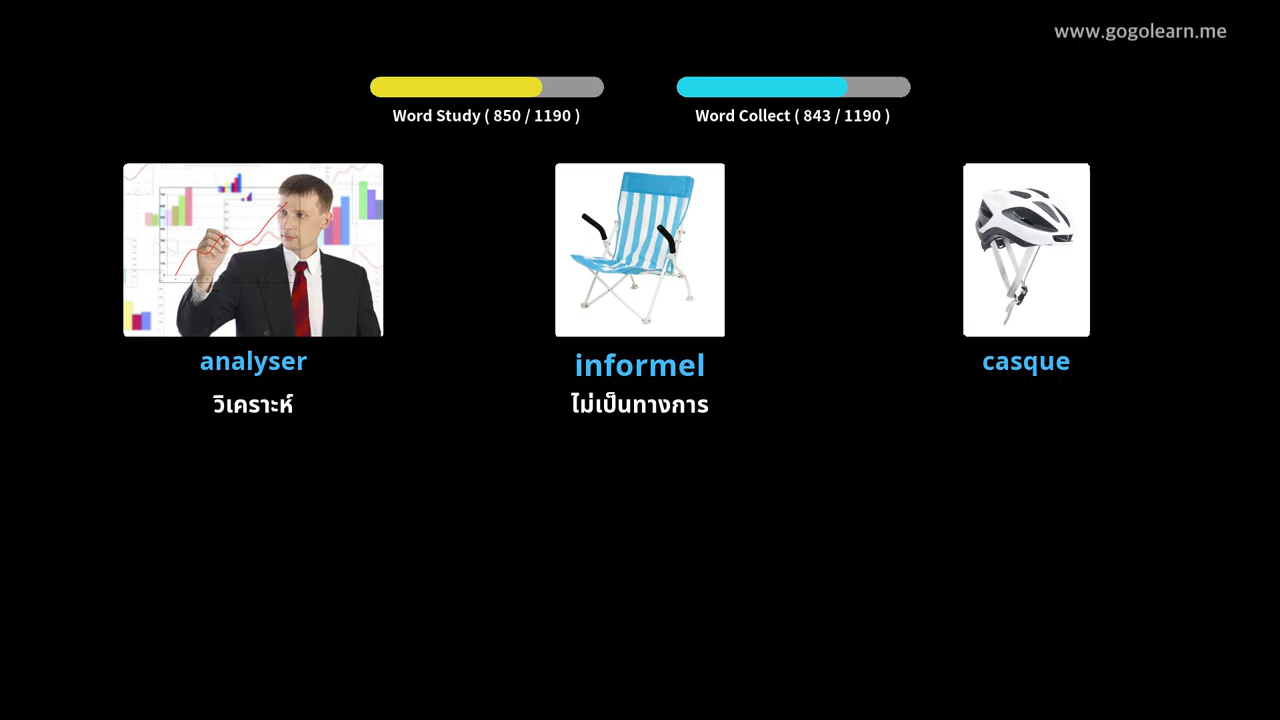 www.gogolearn.me
Word Study ( 850 / 1190 )
Word Collect ( 843 / 1190 )
analyser
วิเคราะห์
informel
ไม่เป็นทางการ
casque